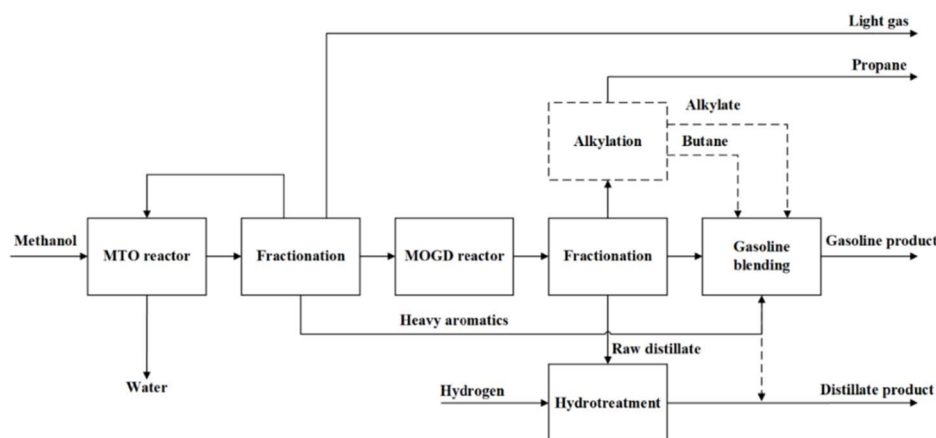 Light gas
Propane
Alkylate
Alkylation
Butane
Methanol
MTO reactor
Fractionation
MOGD reactor
Fractionation
Gasoline
blending
Gasoline product
Heavy aromatics
Raw distillate
Water
Hydrogen
Hydrotreatment
Distillate product